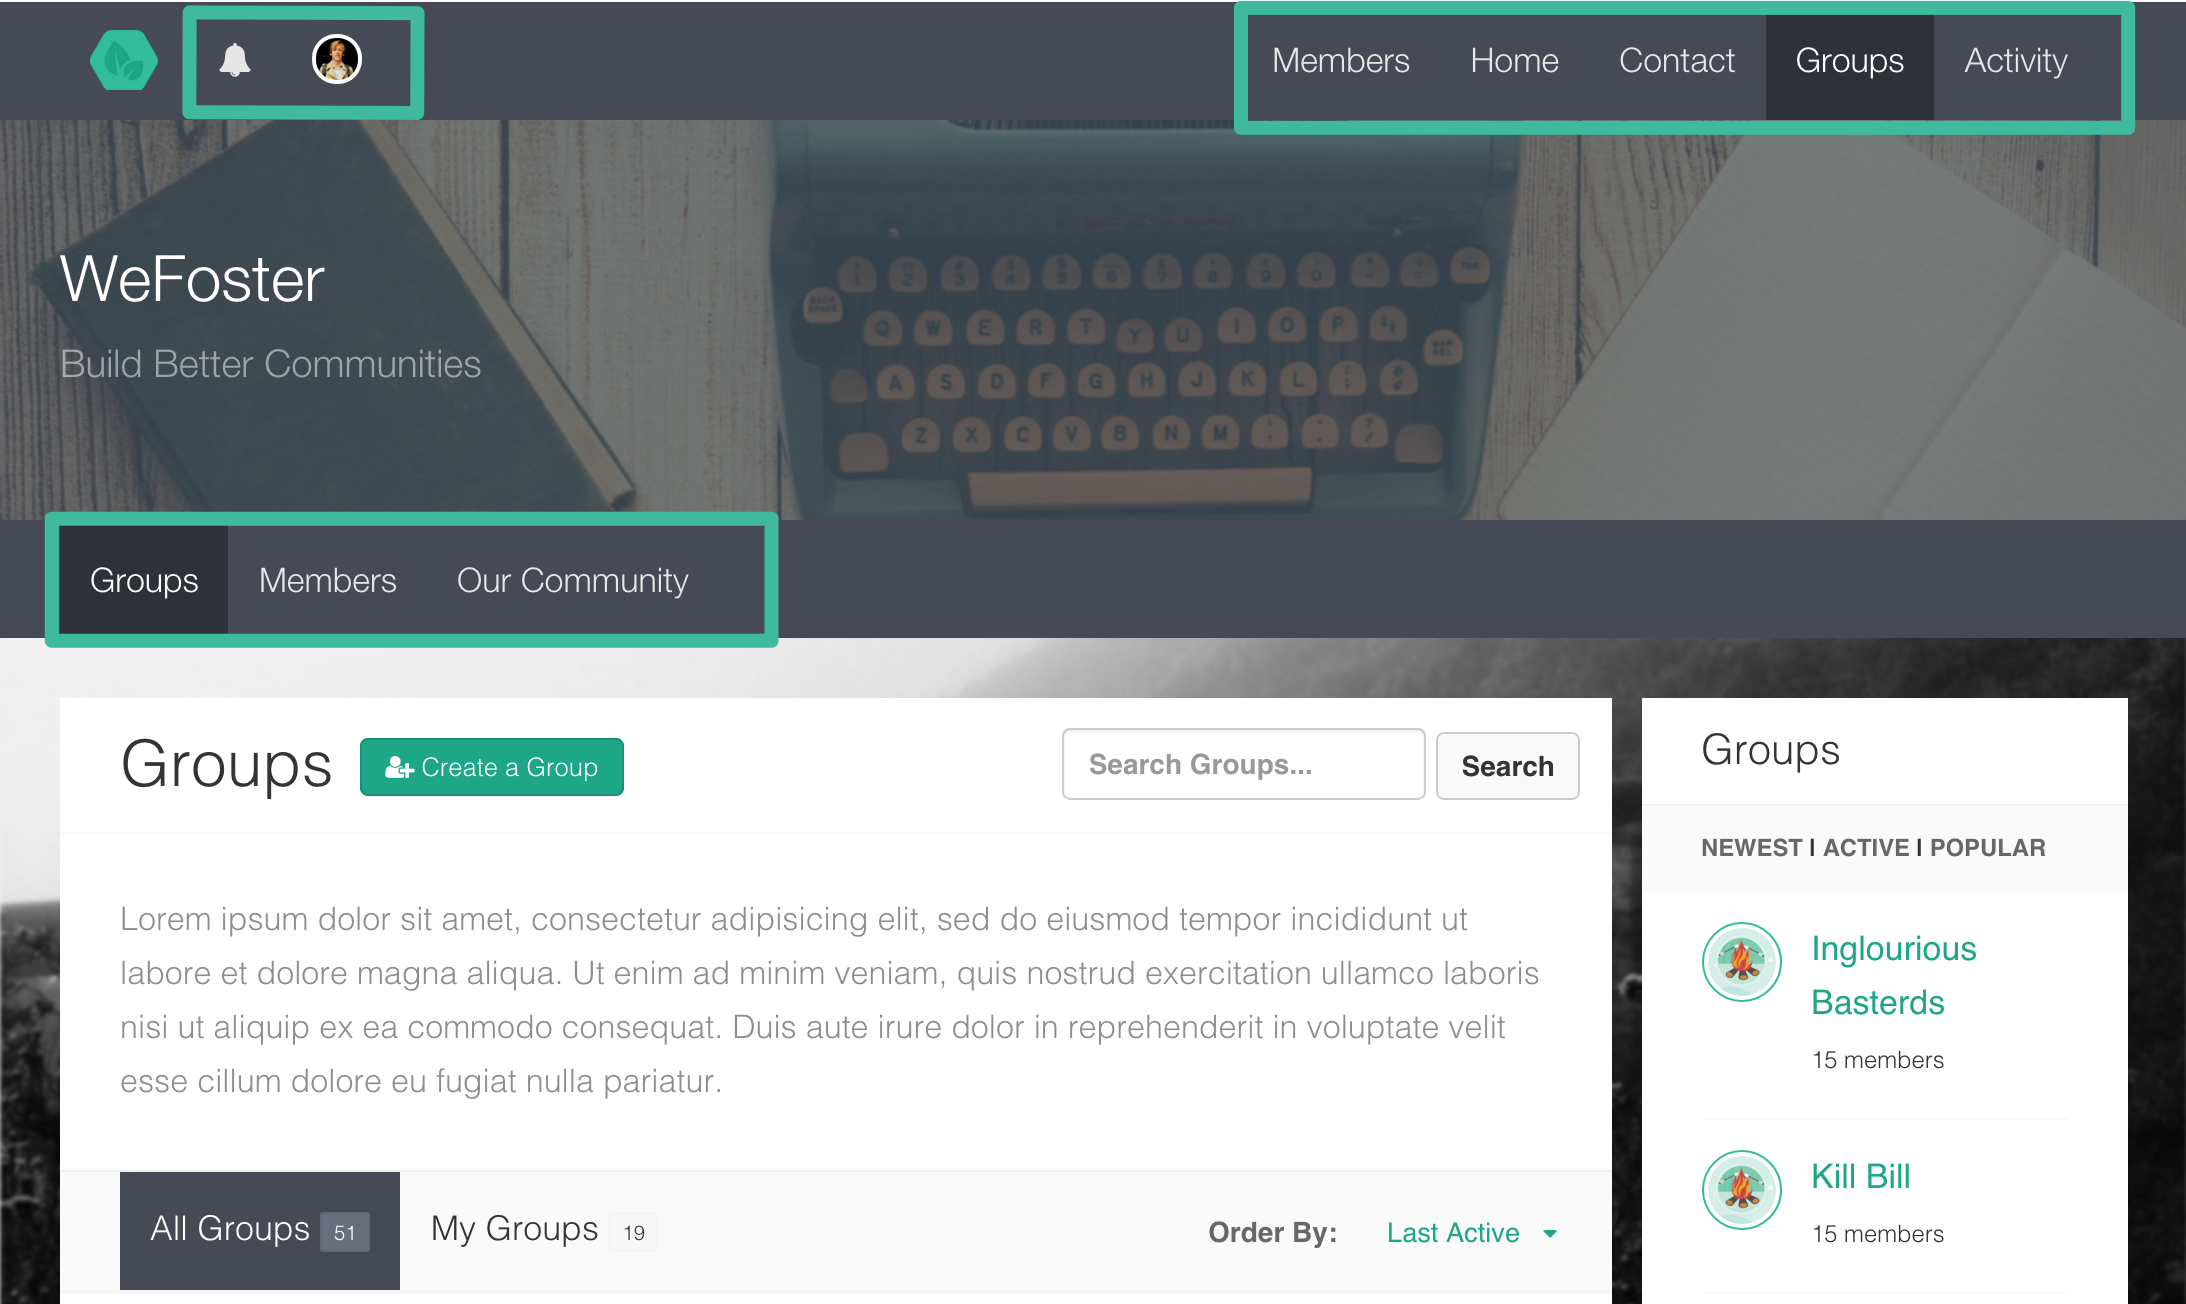 Members Home Contact Groups Activity
WeFoster
Build Better Communities
BACK SPACE
Q W E R T Y U I O P
A S D F G H J K L
Z X C V B N M
Groups Members Our Community
Groups Create a Group Search Groups... Search
Lorem ipsum dolor sit amet, consectetur adipisicing elit, sed do eiusmod tempor incididunt ut
labore et dolore magna aliqua. Ut enim ad minim veniam, quis nostrud exercitation ullamco laboris
nisi ut aliquip ex ea commodo consequat. Duis aute irure dolor in reprehenderit in voluptate velit
esse cillum dolore eu fugiat nulla pariatur.
All Groups 51 My Groups 19 Order By: Last Active
Groups
NEWEST | ACTIVE | POPULAR
Inglourious
Basterds
15 members
Kill Bill
15 members